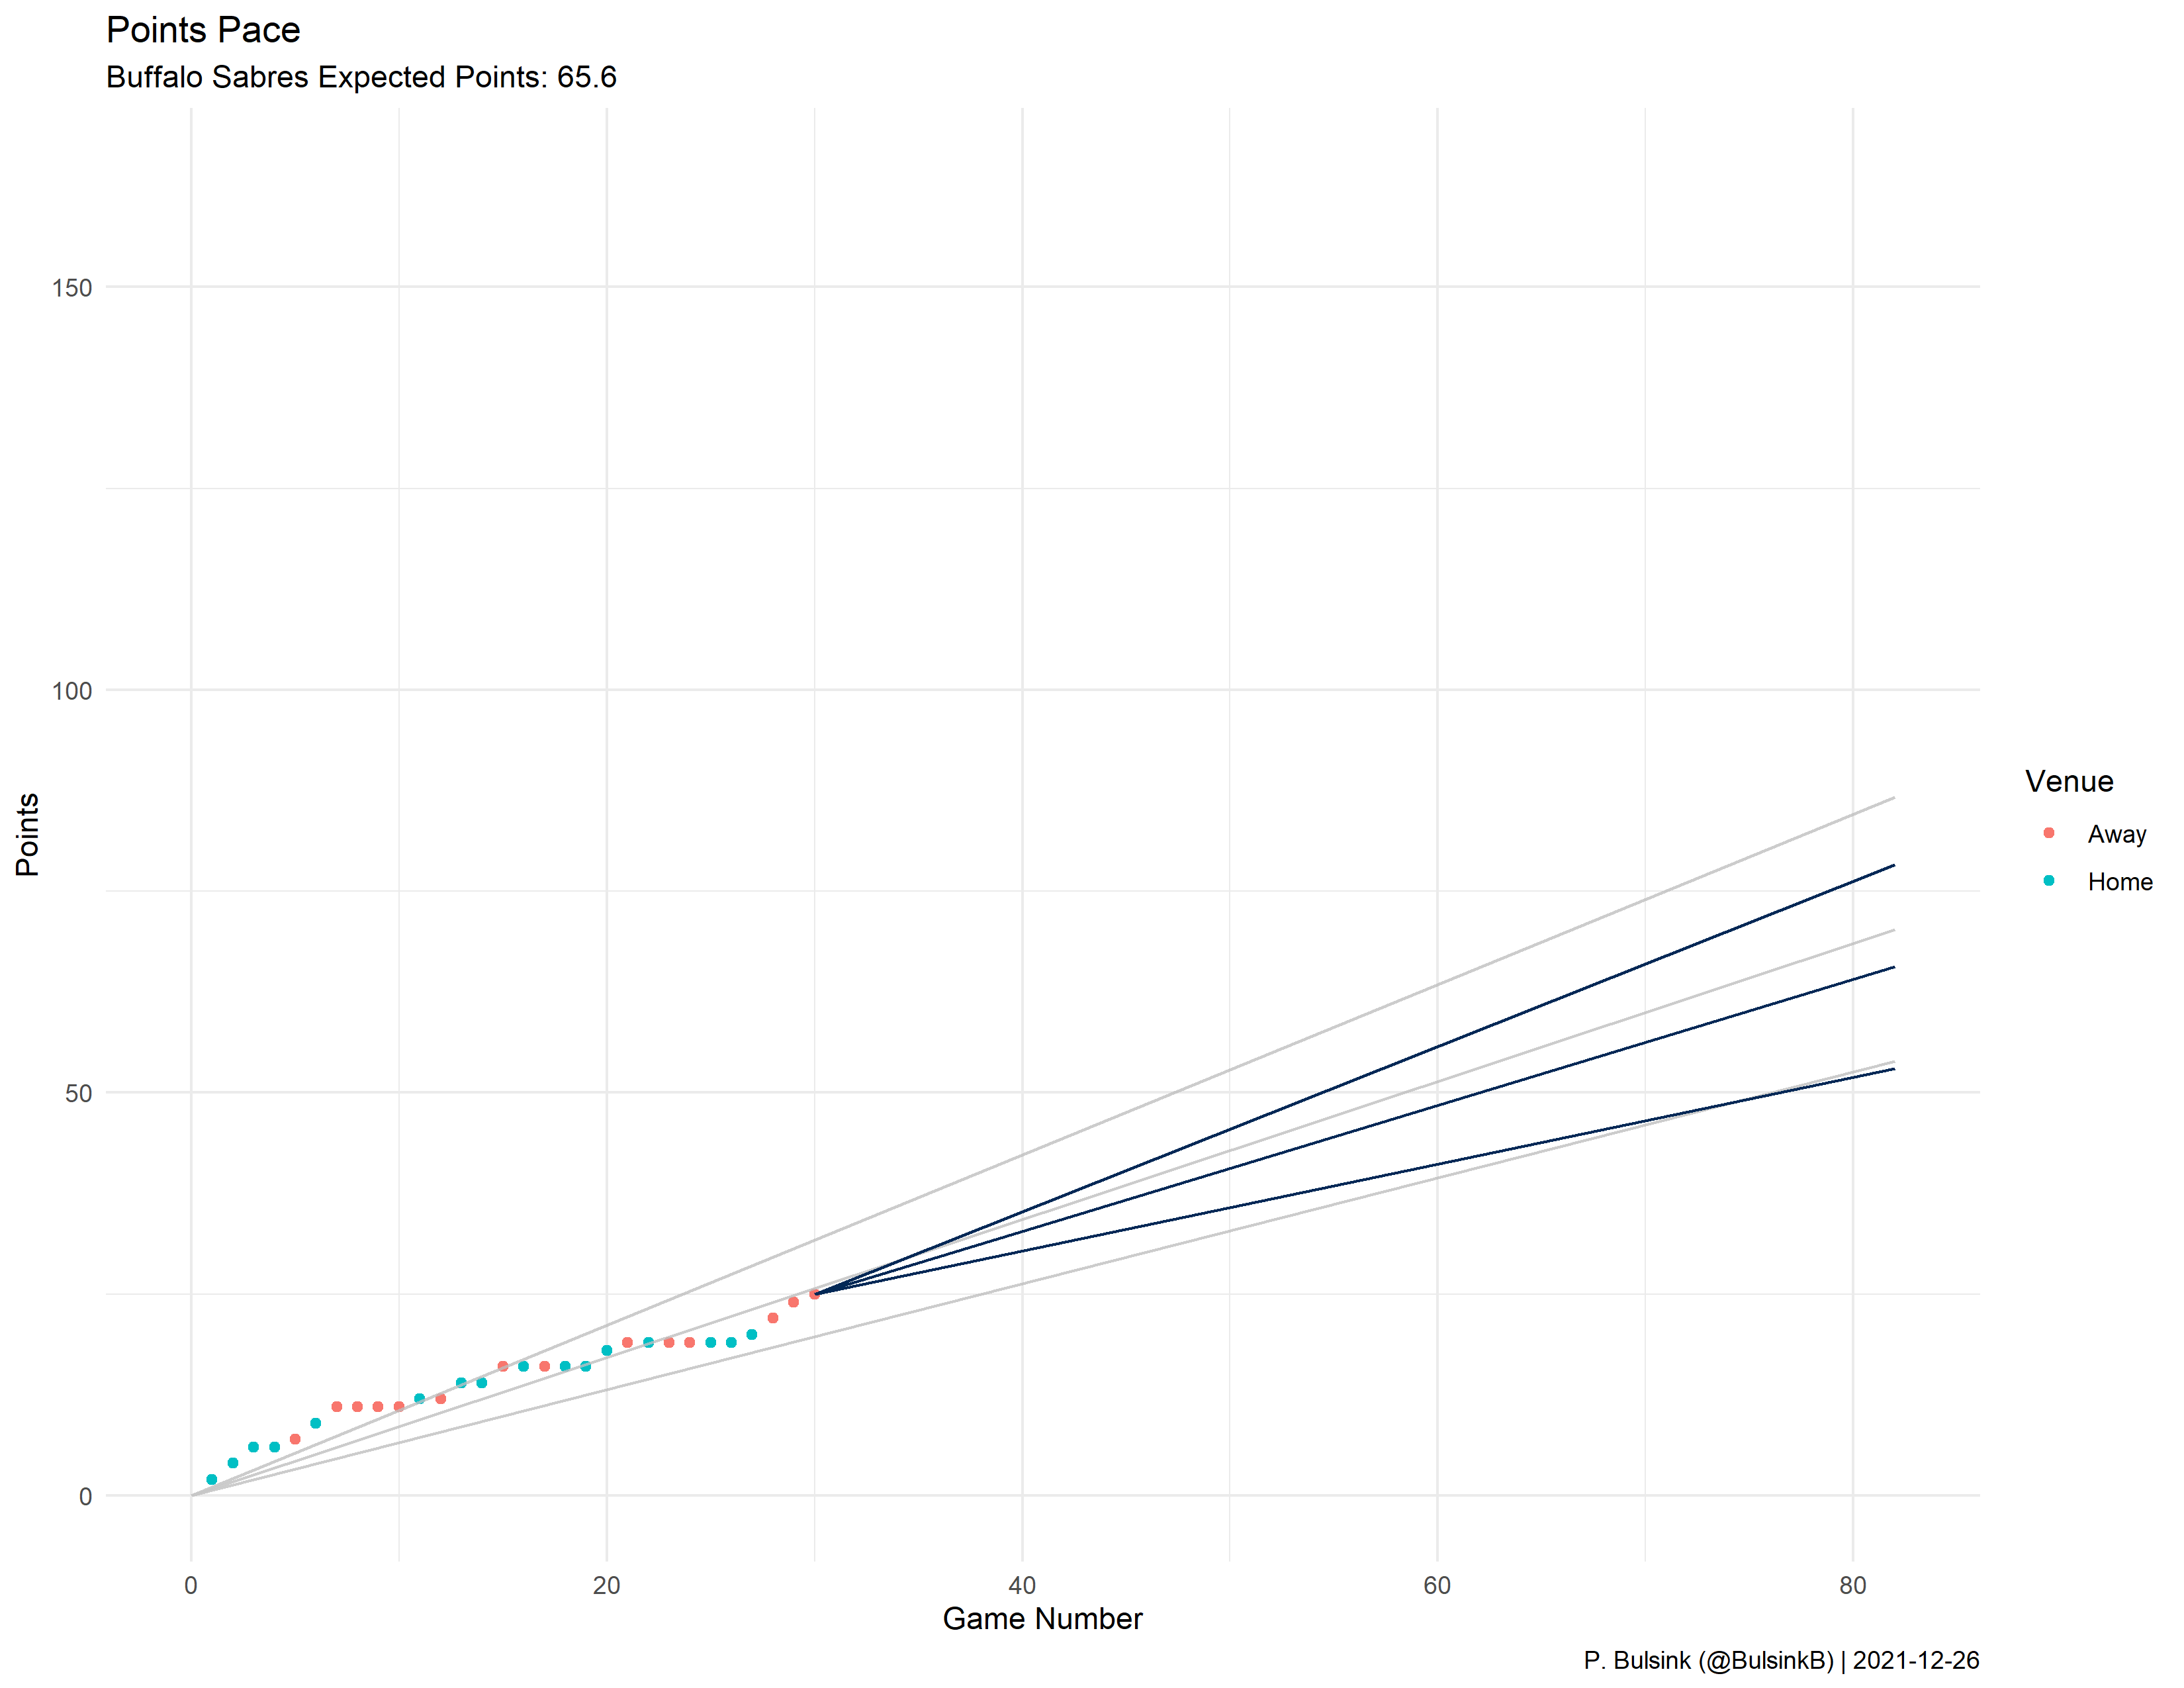 Points Pace
Buffalo Sabres Expected Points: 65.6
150
100
50
0
Points
0 20 40 60 80
Game Number
Venue
Away
Home
P. Bulsink (@BulsinkB) | 2021-12-26